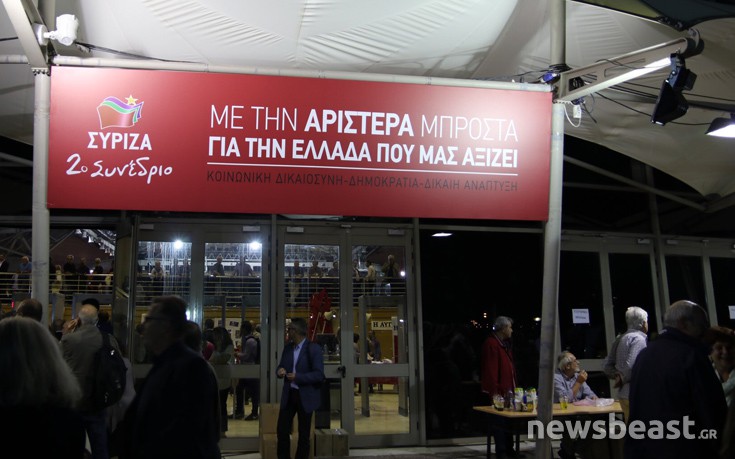 ΣΥΡΙΖΑ
2ο Συνέδριο
ΜΕ ΤΗΝ ΑΡΙΣΤΕΡΑ ΜΠΡΟΣΤΑ
ΓΙΑ ΤΗΝ ΕΛΛΑΔΑ ΠΟΥ ΜΑΣ ΑΞΙΖΕΙ
ΚΟΙΝΩΝΙΚΗ ΔΙΚΑΙΟΣΥΝΗ-ΔΗΜΟΚΡΑΤΙΑ-ΔΙΚΑΙΗ ΑΝΑΠΤΥΞΗ
Η ΑΥΓ
newsbeast.GR